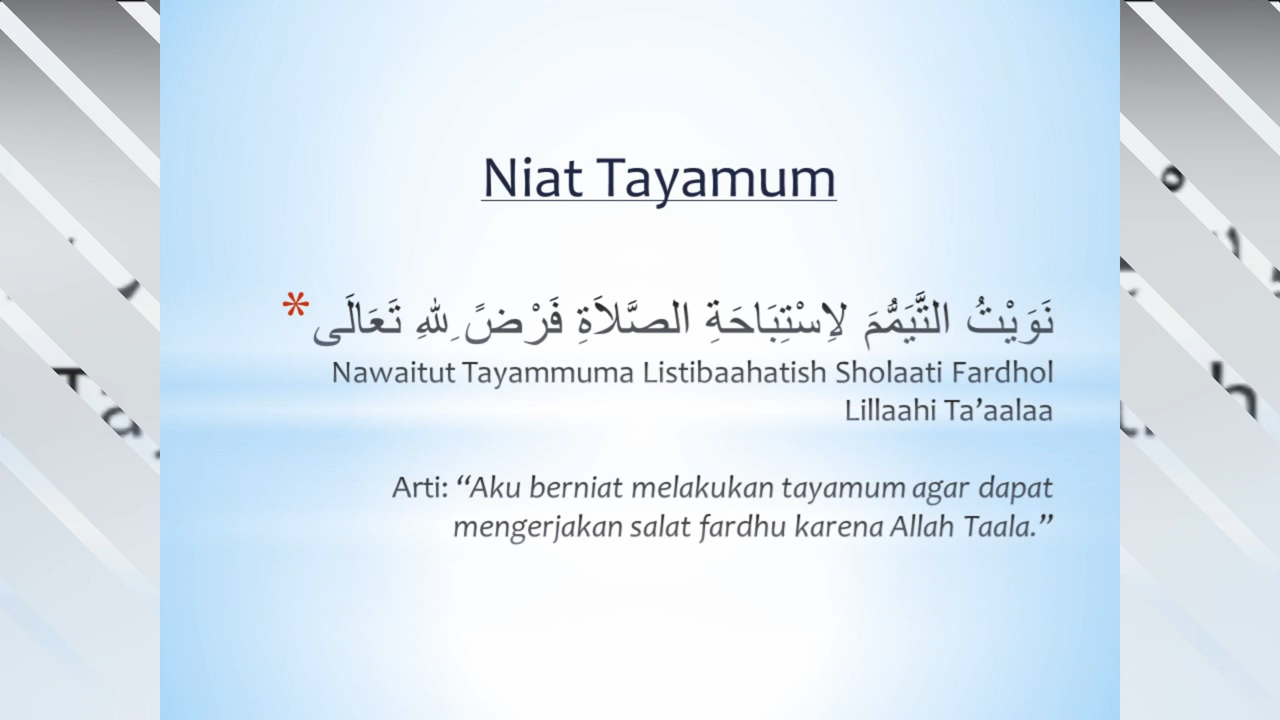 Niat Tayamum
* نَوَيْتُ التَّيَمُّمَ لاِسْتِبَاحَةِ الصَّلاَةِ فَرْضً ِللهِ تَعَالَى
Nawaitut Tayammuma Listibaahatish Sholaati Fardhol
Lillaahi Ta’aalaa
Arti: “Aku berniat melakukan tayamum agar dapat
mengerjakan salat fardhu karena Allah Taala.”